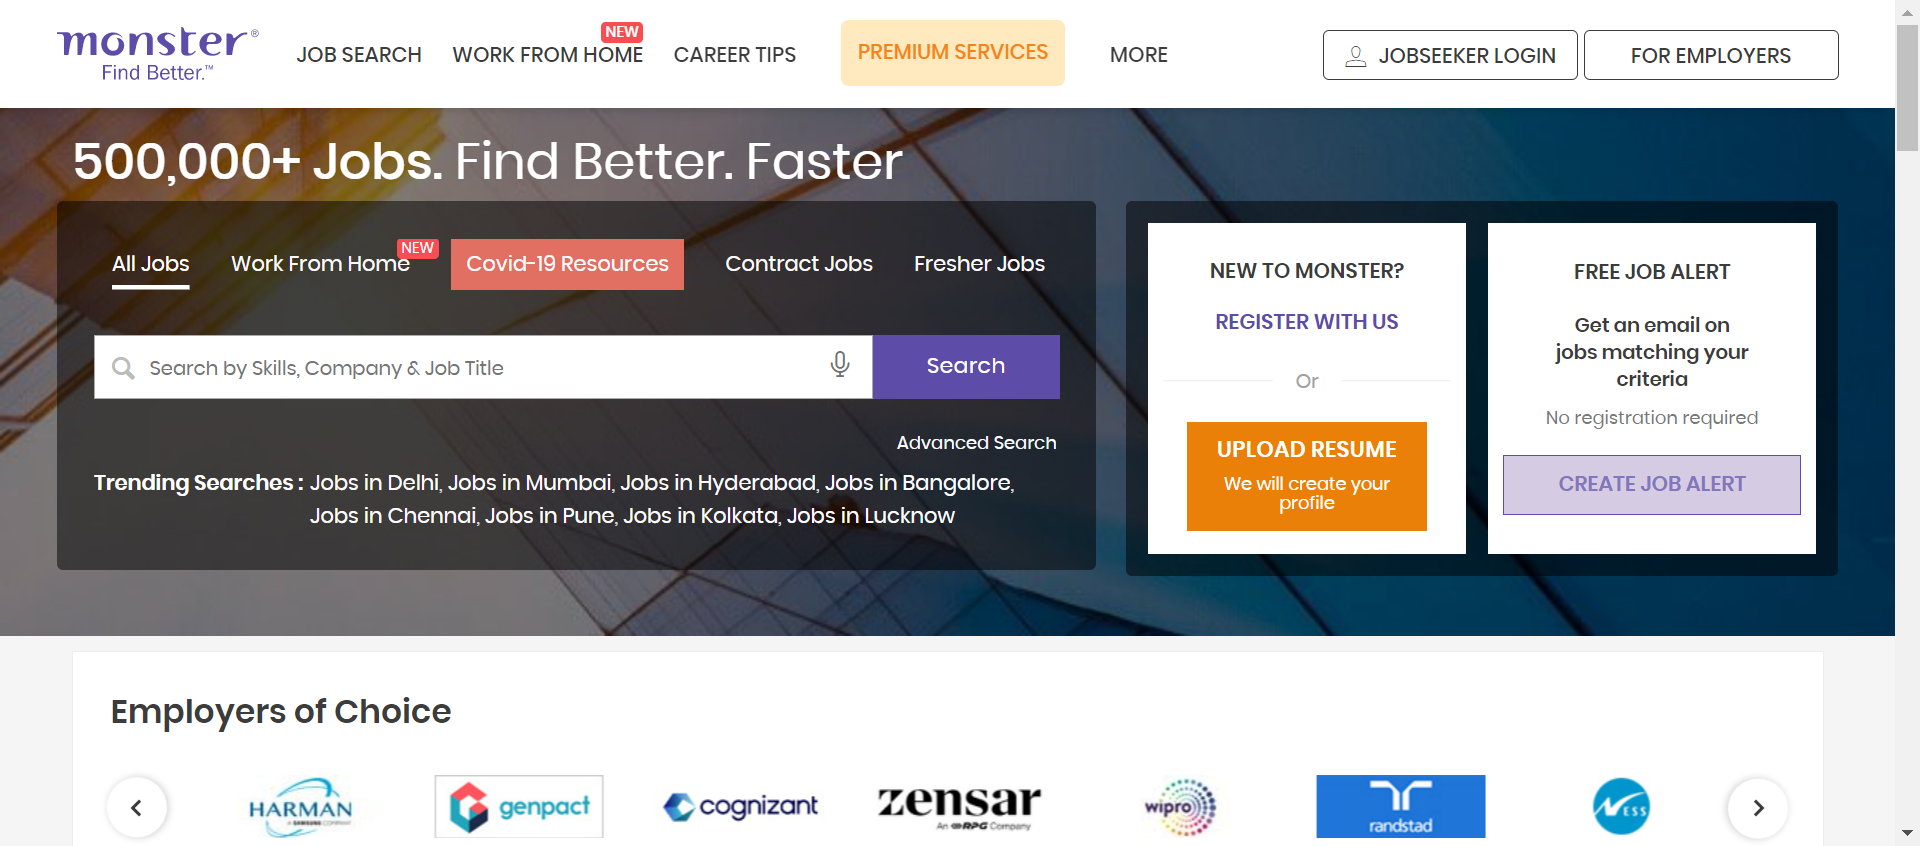 monster®
Find Better.™
JOB SEARCH
WORK FROM HOME
NEW
CAREER TIPS
PREMIUM SERVICES
MORE
JOBSEEKER LOGIN
FOR EMPLOYERS
500,000+ Jobs. Find Better. Faster
All Jobs
Work From Home
NEW
Covid-19 Resources
Contract Jobs
Fresher Jobs
Search by Skills, Company & Job Title
Search
Advanced Search
Trending Searches : Jobs in Delhi, Jobs in Mumbai, Jobs in Hyderabad, Jobs in Bangalore,
Jobs in Chennai, Jobs in Pune, Jobs in Kolkata, Jobs in Lucknow
NEW TO MONSTER?
REGISTER WITH US
Or
UPLOAD RESUME
We will create your
profile
FREE JOB ALERT
Get an email on
jobs matching your
criteria
No registration required
CREATE JOB ALERT
Employers of Choice
HARMAN
A SAMSUNG COMPANY
genpact
cognizant
zensar
An RPG Company
wipro
randstad
NESS